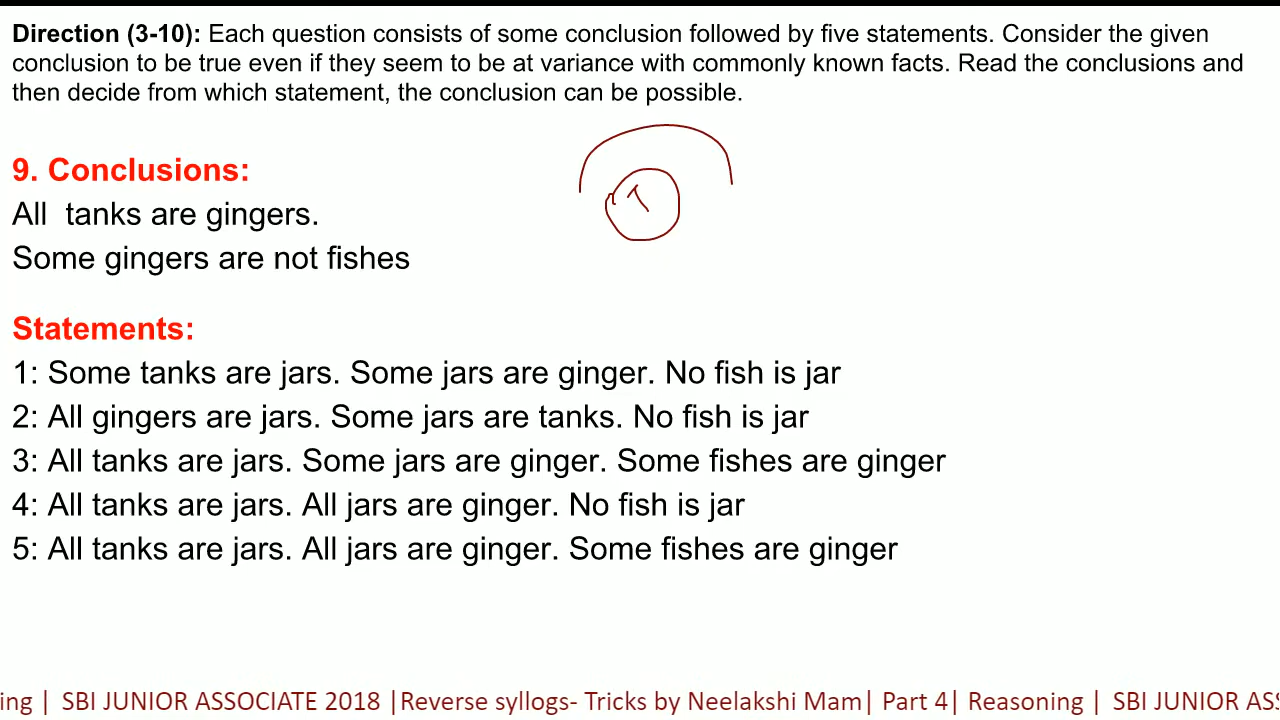 Direction (3-10): Each question consists of some conclusion followed by five statements. Consider the given
conclusion to be true even if they seem to be at variance with commonly known facts. Read the conclusions and
then decide from which statement, the conclusion can be possible.
9. Conclusions:
T
All tanks are gingers.
Some gingers are not fishes
Statements:
1: Some tanks are jars. Some jars are ginger. No fish is jar
2: All gingers are jars. Some jars are tanks. No fish is jar
3: All tanks are jars. Some jars are ginger. Some fishes are ginger
4: All tanks are jars. All jars are ginger. No fish is jar
5: All tanks are jars. All jars are ginger. Some fishes are ginger
ing | SBI JUNIOR ASSOCIATE 2018 |Reverse syllogs- Tricks by Neelakshi Mam| Part 4| Reasoning | SBI JUNIOR ASS